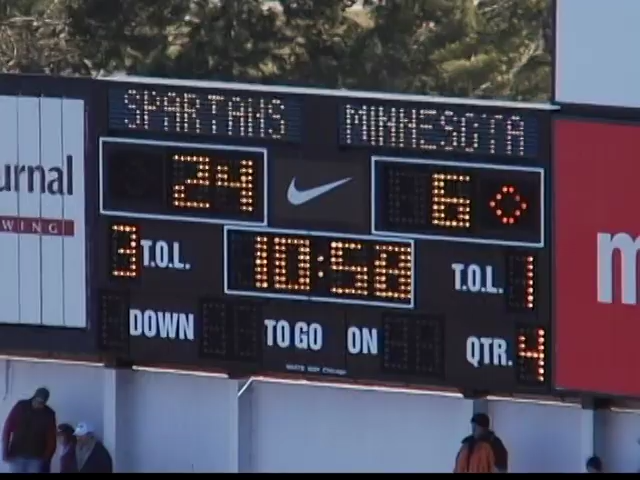 SPARTANS MINNESOTA
24 6
urnal
WING
10:58
3 T.O.L. T.O.L. 1
DOWN TO GO ON QTR. 4
m